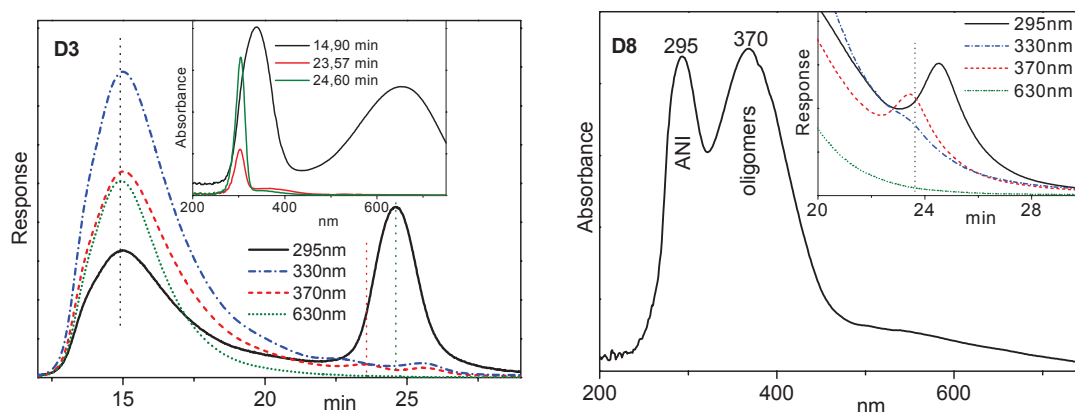 D3
Response
Absorbance
14,90 min
23,57 min
24,60 min
200 400 600
nm
295nm
330nm
370nm
630nm
15 20 25
min
D8
Absorbance
295 370
ANI
oligomers
Response
295nm
330nm
370nm
630nm
20 24 28
min
200 400 600
nm